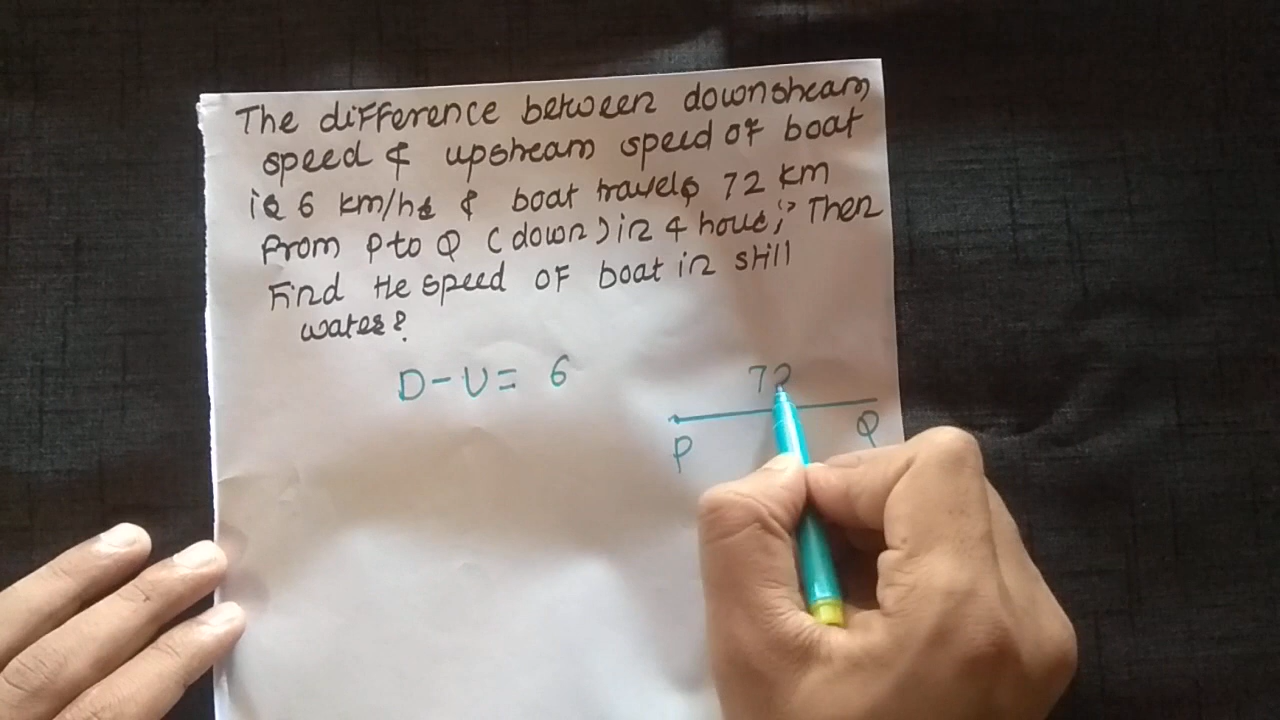 The difference between downstream
speed & upstream speed of boat
is 6 km/hr & boat travels 72 km
from P to Q (down) in 4 hours, Then
Find the speed of boat in still
water?
D-U= 6
72
P Q